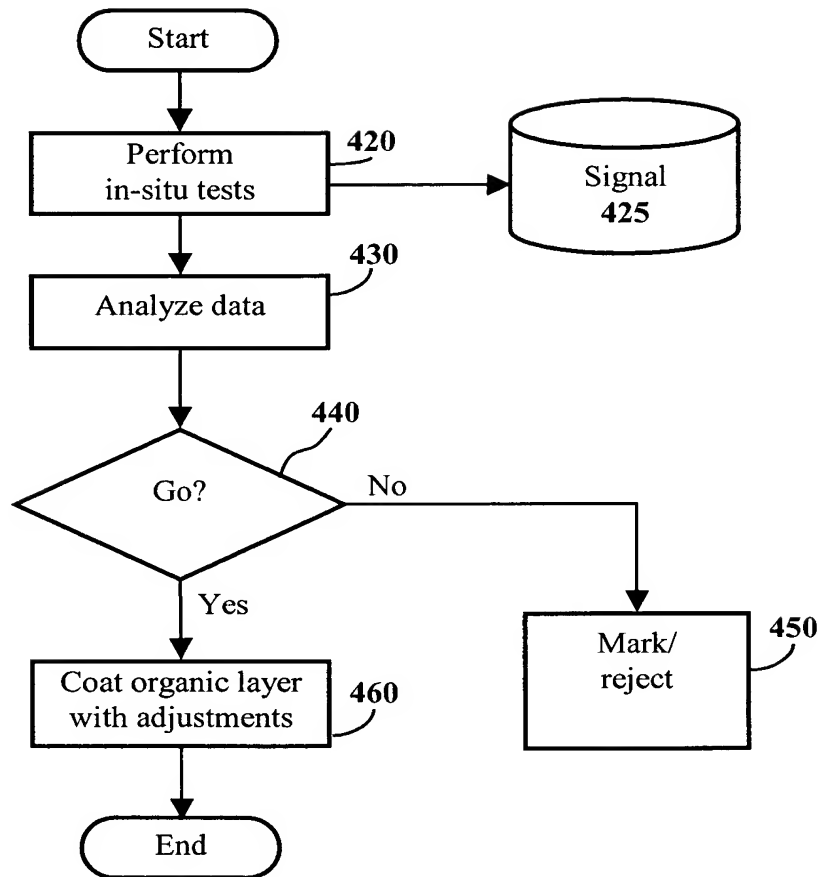 Start
Perform
in-situ tests
420
Signal
425
Analyze data
430
Go?
440
No
Yes
Mark/
reject
450
Coat organic layer
with adjustments
460
End